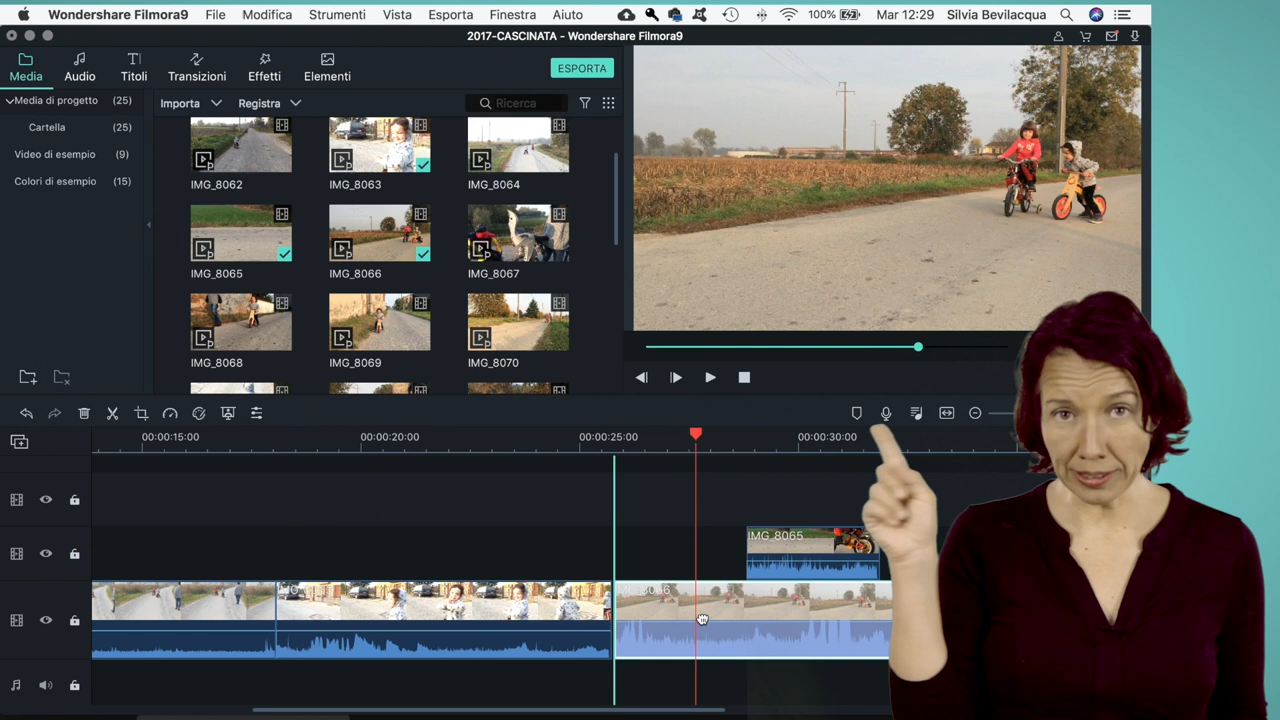 Wondershare Filmora9 File Modifica Strumenti Vista Esporta Finestra Aiuto 100% Mar 12:29 Silvia Bevilacqua
2017-CASCINATA - Wondershare Filmora9
Media Audio Titoli Transizioni Effetti Elementi ESPORTA
Media di progetto (25) Importa Registra Ricerca
Cartella (25)
Video di esempio (9)
Colori di esempio (15)
IMG_8062 IMG_8063 IMG_8064
IMG_8065 IMG_8066 IMG_8067
IMG_8068 IMG_8069 IMG_8070
00:00:15:00 00:00:20:00 00:00:25:00 00:00:30:00
IMG_8065